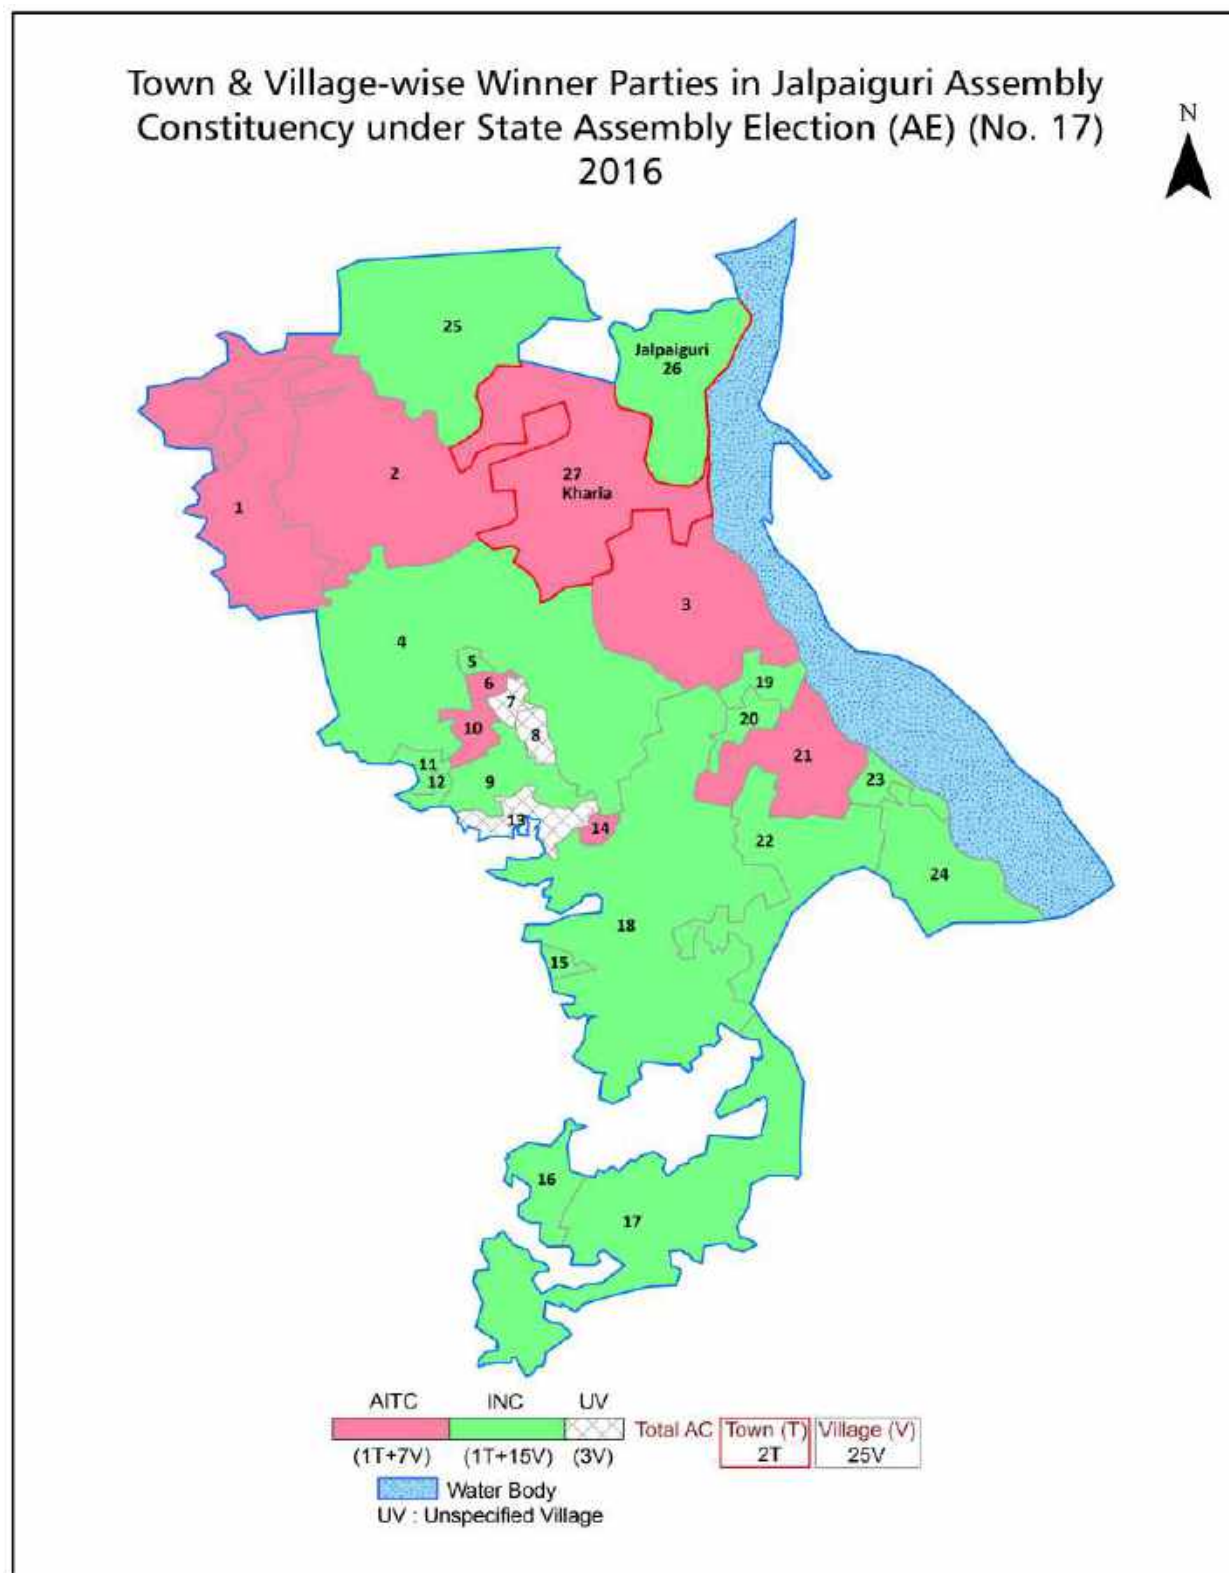 Town & Village-wise Winner Parties in Jalpaiguri Assembly
Constituency under State Assembly Election (AE) (No. 17)
2016
N
25
Jalpaiguri
26
2
27
Kharia
1
3
4
5
6
7
8
10
9
11
12
13
14
19
20
21
23
22
24
18
15
16
17
AITC INC UV
Total AC Town (T) Village (V)
2T 25V
(1T+7V) (1T+15V) (3V)
Water Body
UV : Unspecified Village